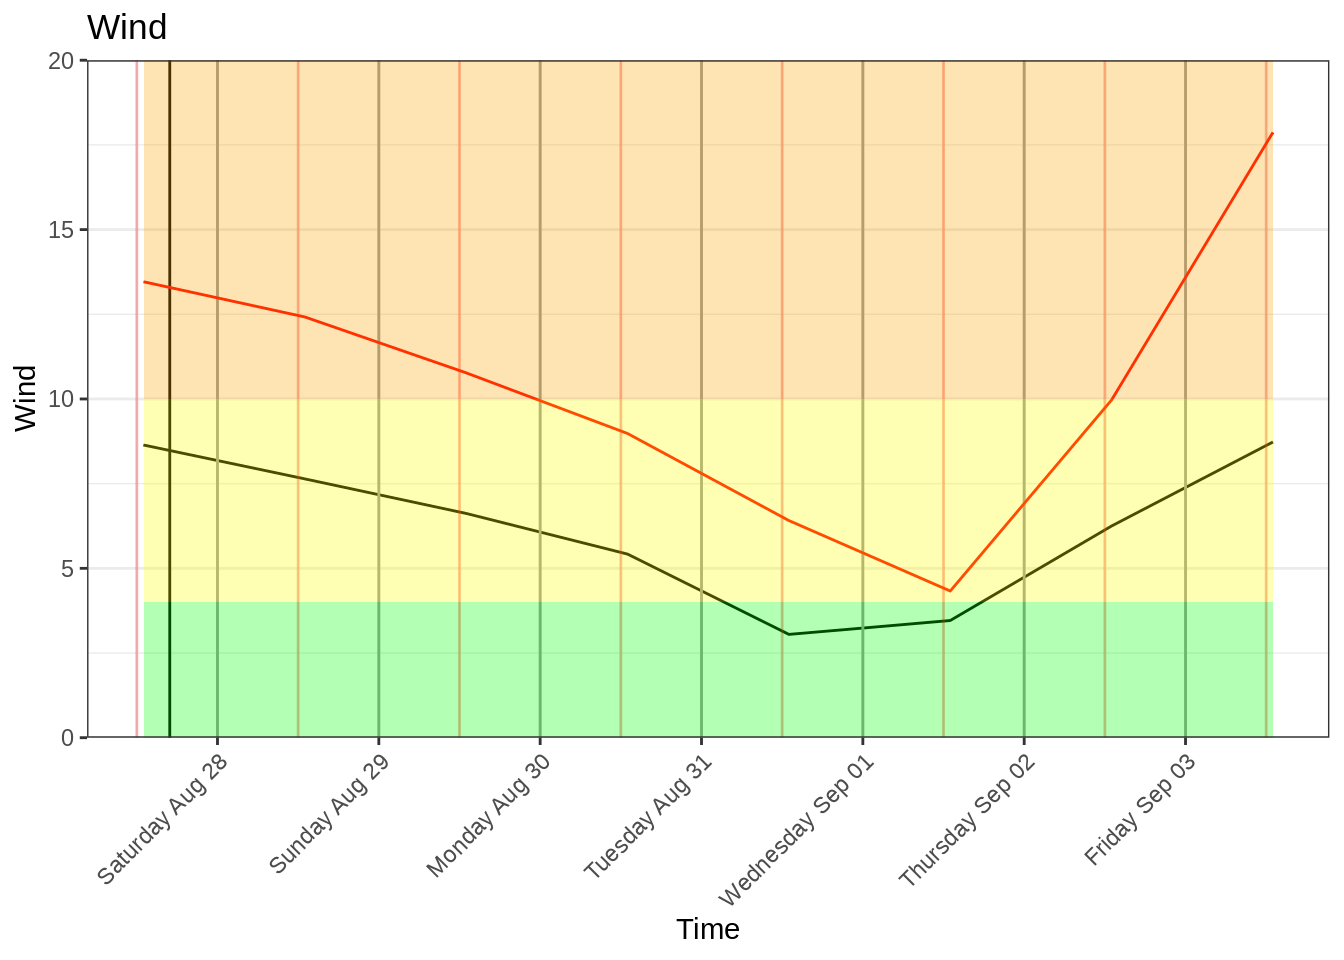 Wind
20
15
10
5
0
Wind
Saturday Aug 28
Sunday Aug 29
Monday Aug 30
Tuesday Aug 31
Wednesday Sep 01
Thursday Sep 02
Friday Sep 03
Time